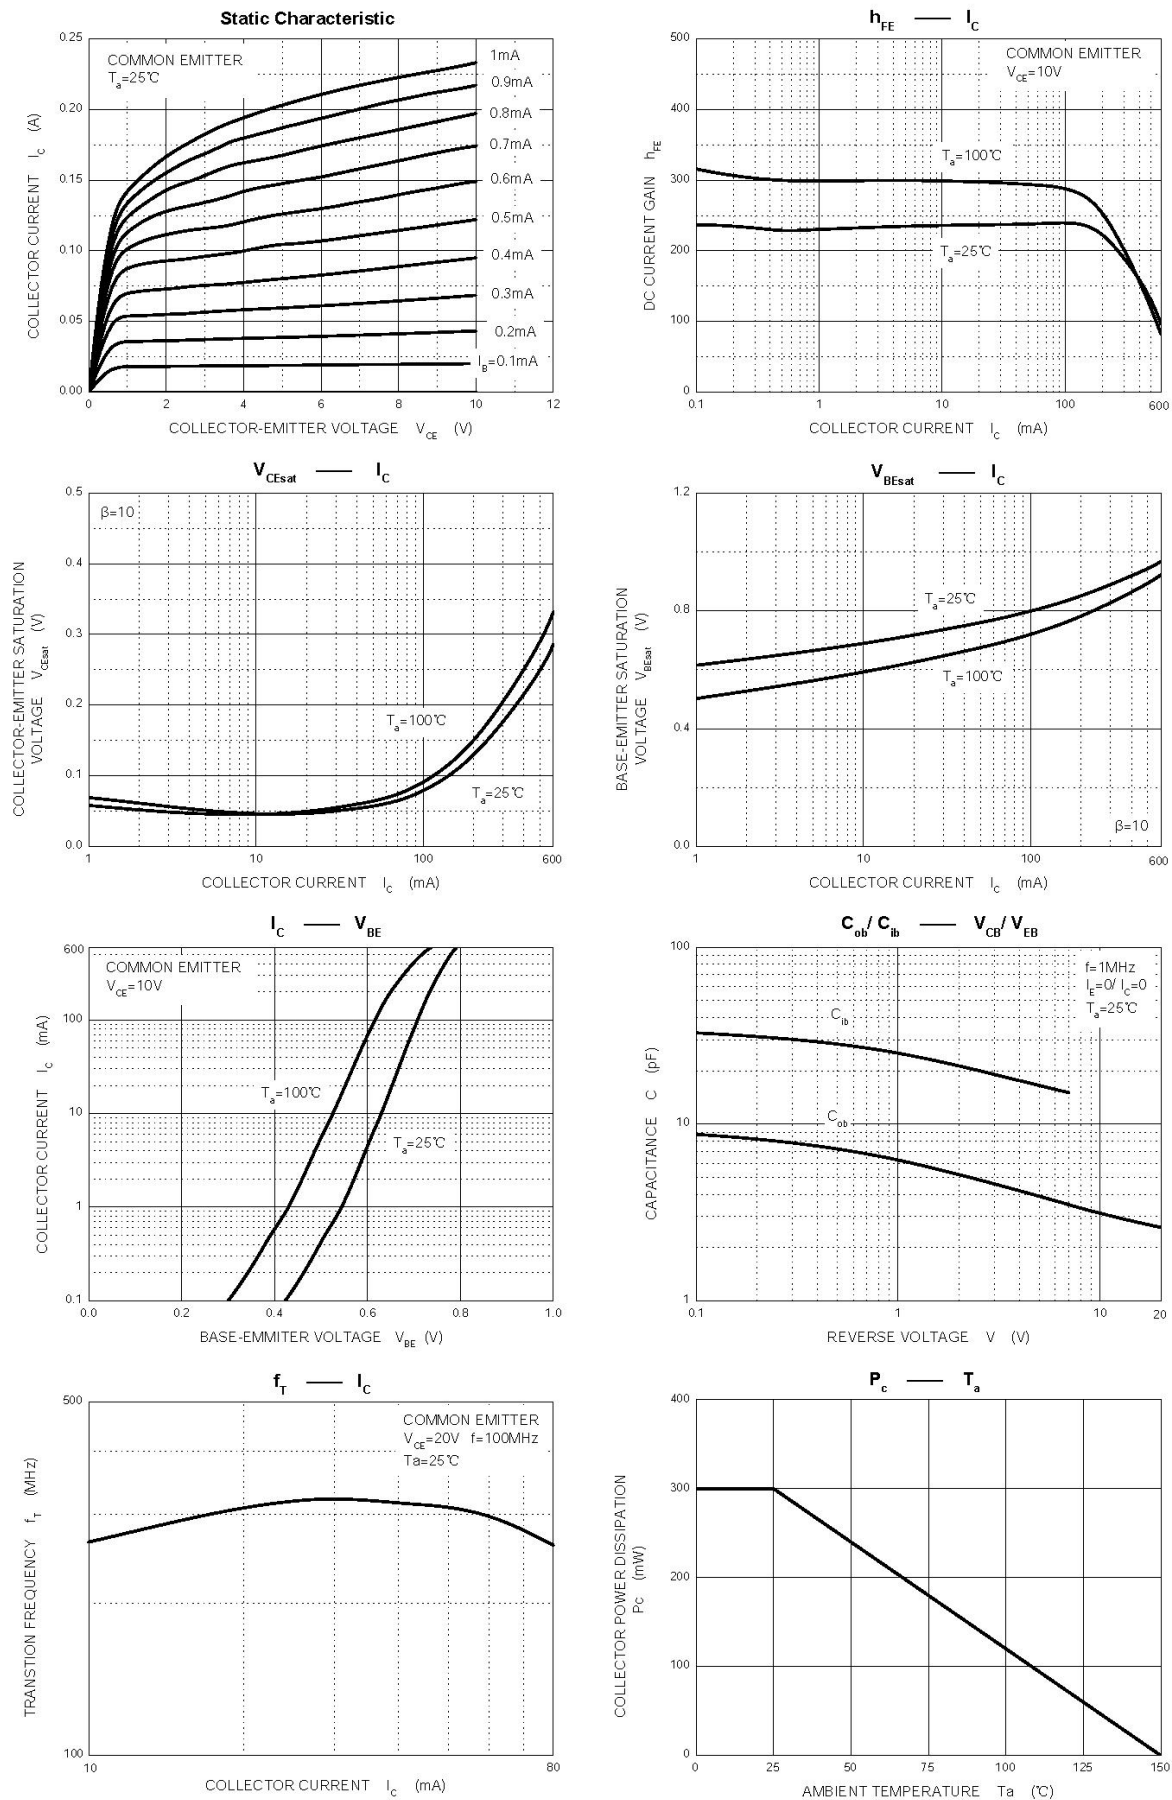 Static Characteristic
COMMON EMITTER
Ta=25℃
1mA
0.9mA
0.8mA
0.7mA
0.6mA
0.5mA
0.4mA
0.3mA
0.2mA
IB=0.1mA
0.25
0.20
0.15
0.10
0.05
0.00
0 2 4 6 8 10 12
COLLECTOR CURRENT IC (A)
COLLECTOR-EMITTER VOLTAGE VCE (V)
hFE —— IC
COMMON EMITTER
VCE=10V
Ta=100℃
Ta=25℃
500
400
300
200
100
0
0.1 1 10 100 600
DC CURRENT GAIN hFE
COLLECTOR CURRENT IC (mA)
VCEsat —— IC
β=10
Ta=100℃
Ta=25℃
0.5
0.4
0.3
0.2
0.1
0.0
1 10 100 600
COLLECTOR-EMITTER SATURATION
VOLTAGE VCEsat (V)
COLLECTOR CURRENT IC (mA)
VBEsat —— IC
Ta=25℃
Ta=100℃
β=10
1.2
0.8
0.4
0.0
1 10 100 600
BASE-EMITTER SATURATION
VOLTAGE VBEsat (V)
COLLECTOR CURRENT IC (mA)
IC —— VBE
COMMON EMITTER
VCE=10V
Ta=100℃
Ta=25℃
600
100
10
1
0.1
0.0 0.2 0.4 0.6 0.8 1.0
COLLECTOR CURRENT IC (mA)
BASE-EMMITER VOLTAGE VBE (V)
Cob/ Cib —— VCB/ VEB
f=1MHz
IE=0/ IC=0
Ta=25℃
Cib
Cob
100
10
1
0.1 1 10 20
CAPACITANCE C (pF)
REVERSE VOLTAGE V (V)
fT —— IC
COMMON EMITTER
VCE=20V f=100MHz
Ta=25℃
500
100
10 80
TRANSTION FREQUENCY fT (MHz)
COLLECTOR CURRENT IC (mA)
Pc —— Ta
400
300
200
100
0
0 25 50 75 100 125 150
COLLECTOR POWER DISSIPATION
Pc (mW)
AMBIENT TEMPERATURE Ta (℃)